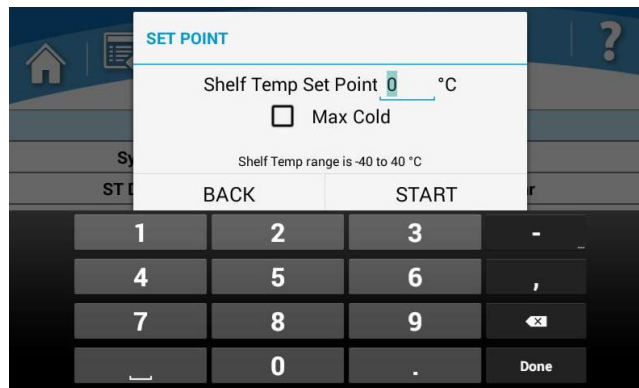 ?
SET POINT
Shelf Temp Set Point 0 °C
Max Cold
Shelf Temp range is -40 to 40 °C
BACK START
1 2 3 -
4 5 6 ,
7 8 9
0 . Done